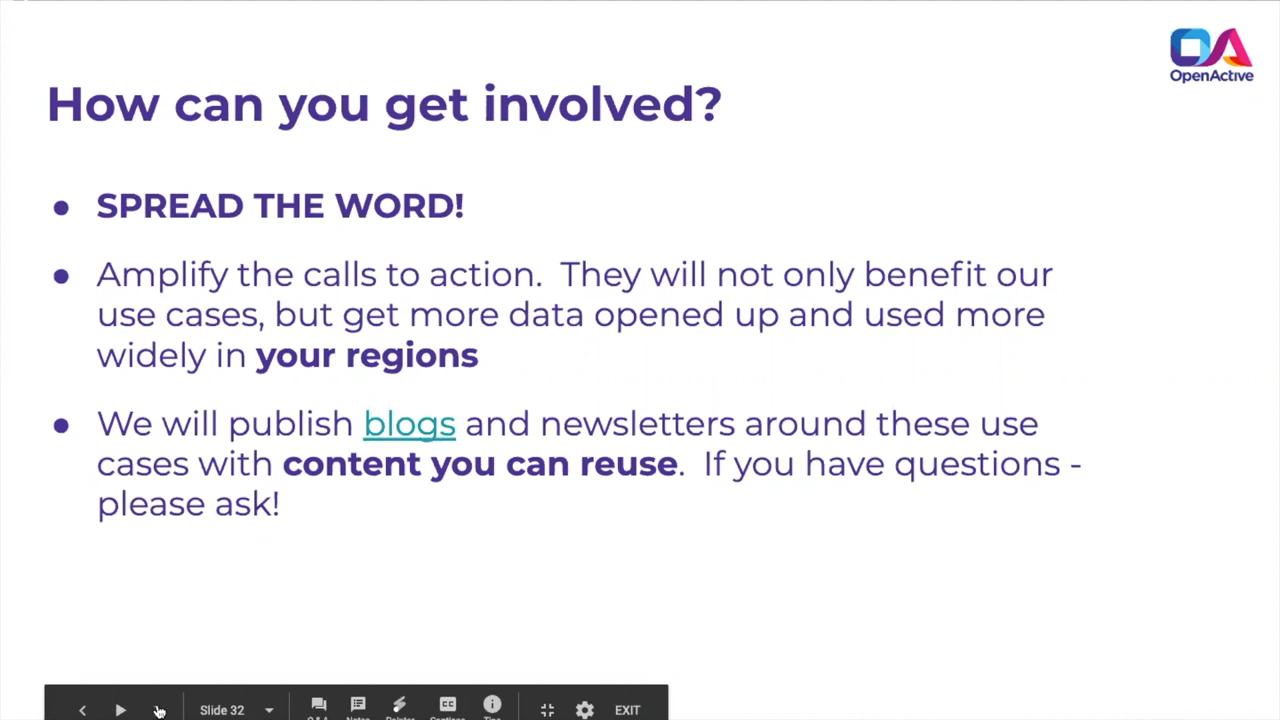 OpenActive
How can you get involved?
● SPREAD THE WORD!
● Amplify the calls to action. They will not only benefit our
use cases, but get more data opened up and used more
widely in your regions
● We will publish blogs and newsletters around these use
cases with content you can reuse. If you have questions -
please ask!
Slide 32
EXIT